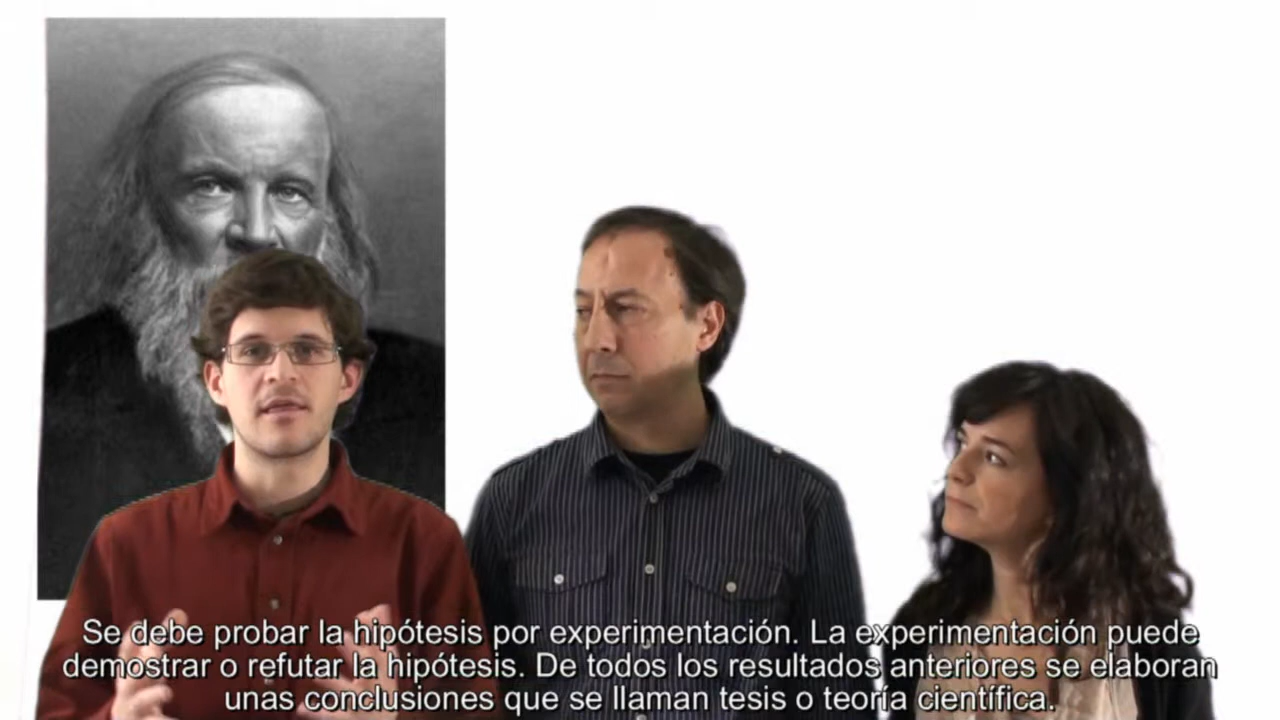 Se debe probar la hipótesis por experimentación. La experimentación puede
demostrar o refutar la hipótesis. De todos los resultados anteriores se elaboran
unas conclusiones que se llaman tesis o teoría científica.